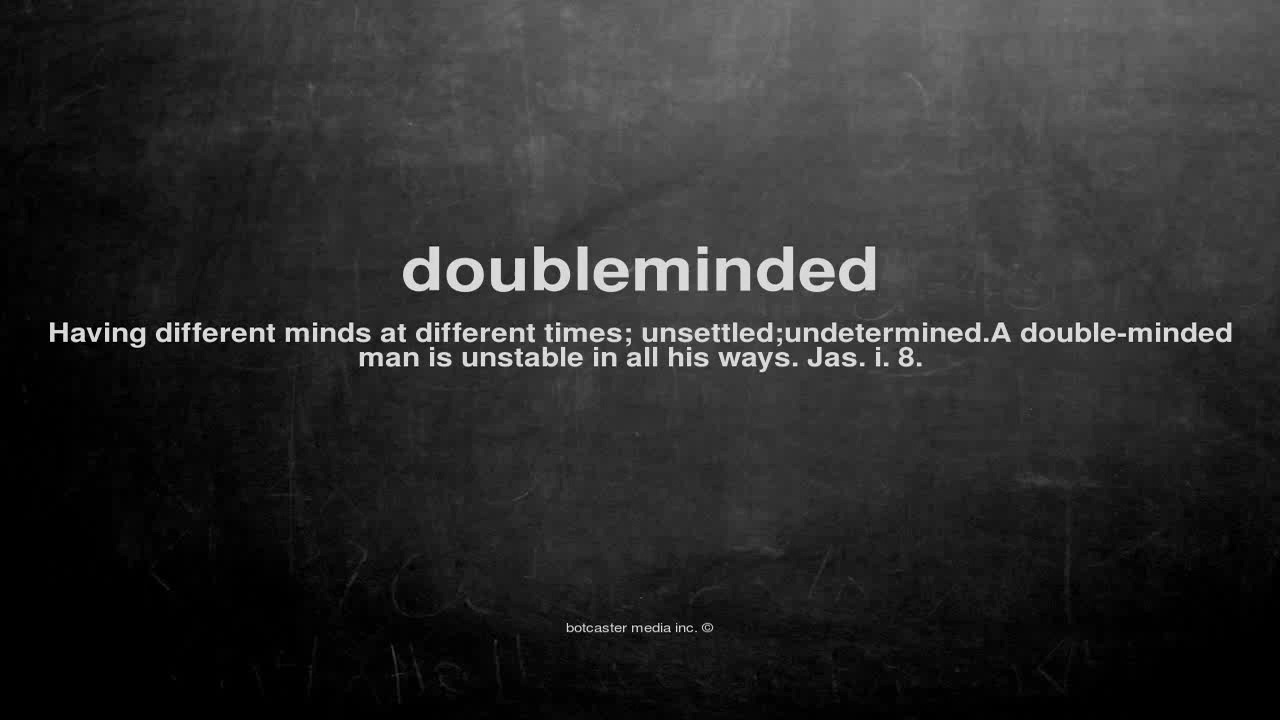 doubleminded
Having different minds at different times; unsettled;undetermined.A double-minded
man is unstable in all his ways. Jas. i. 8.
botcaster media inc. ©